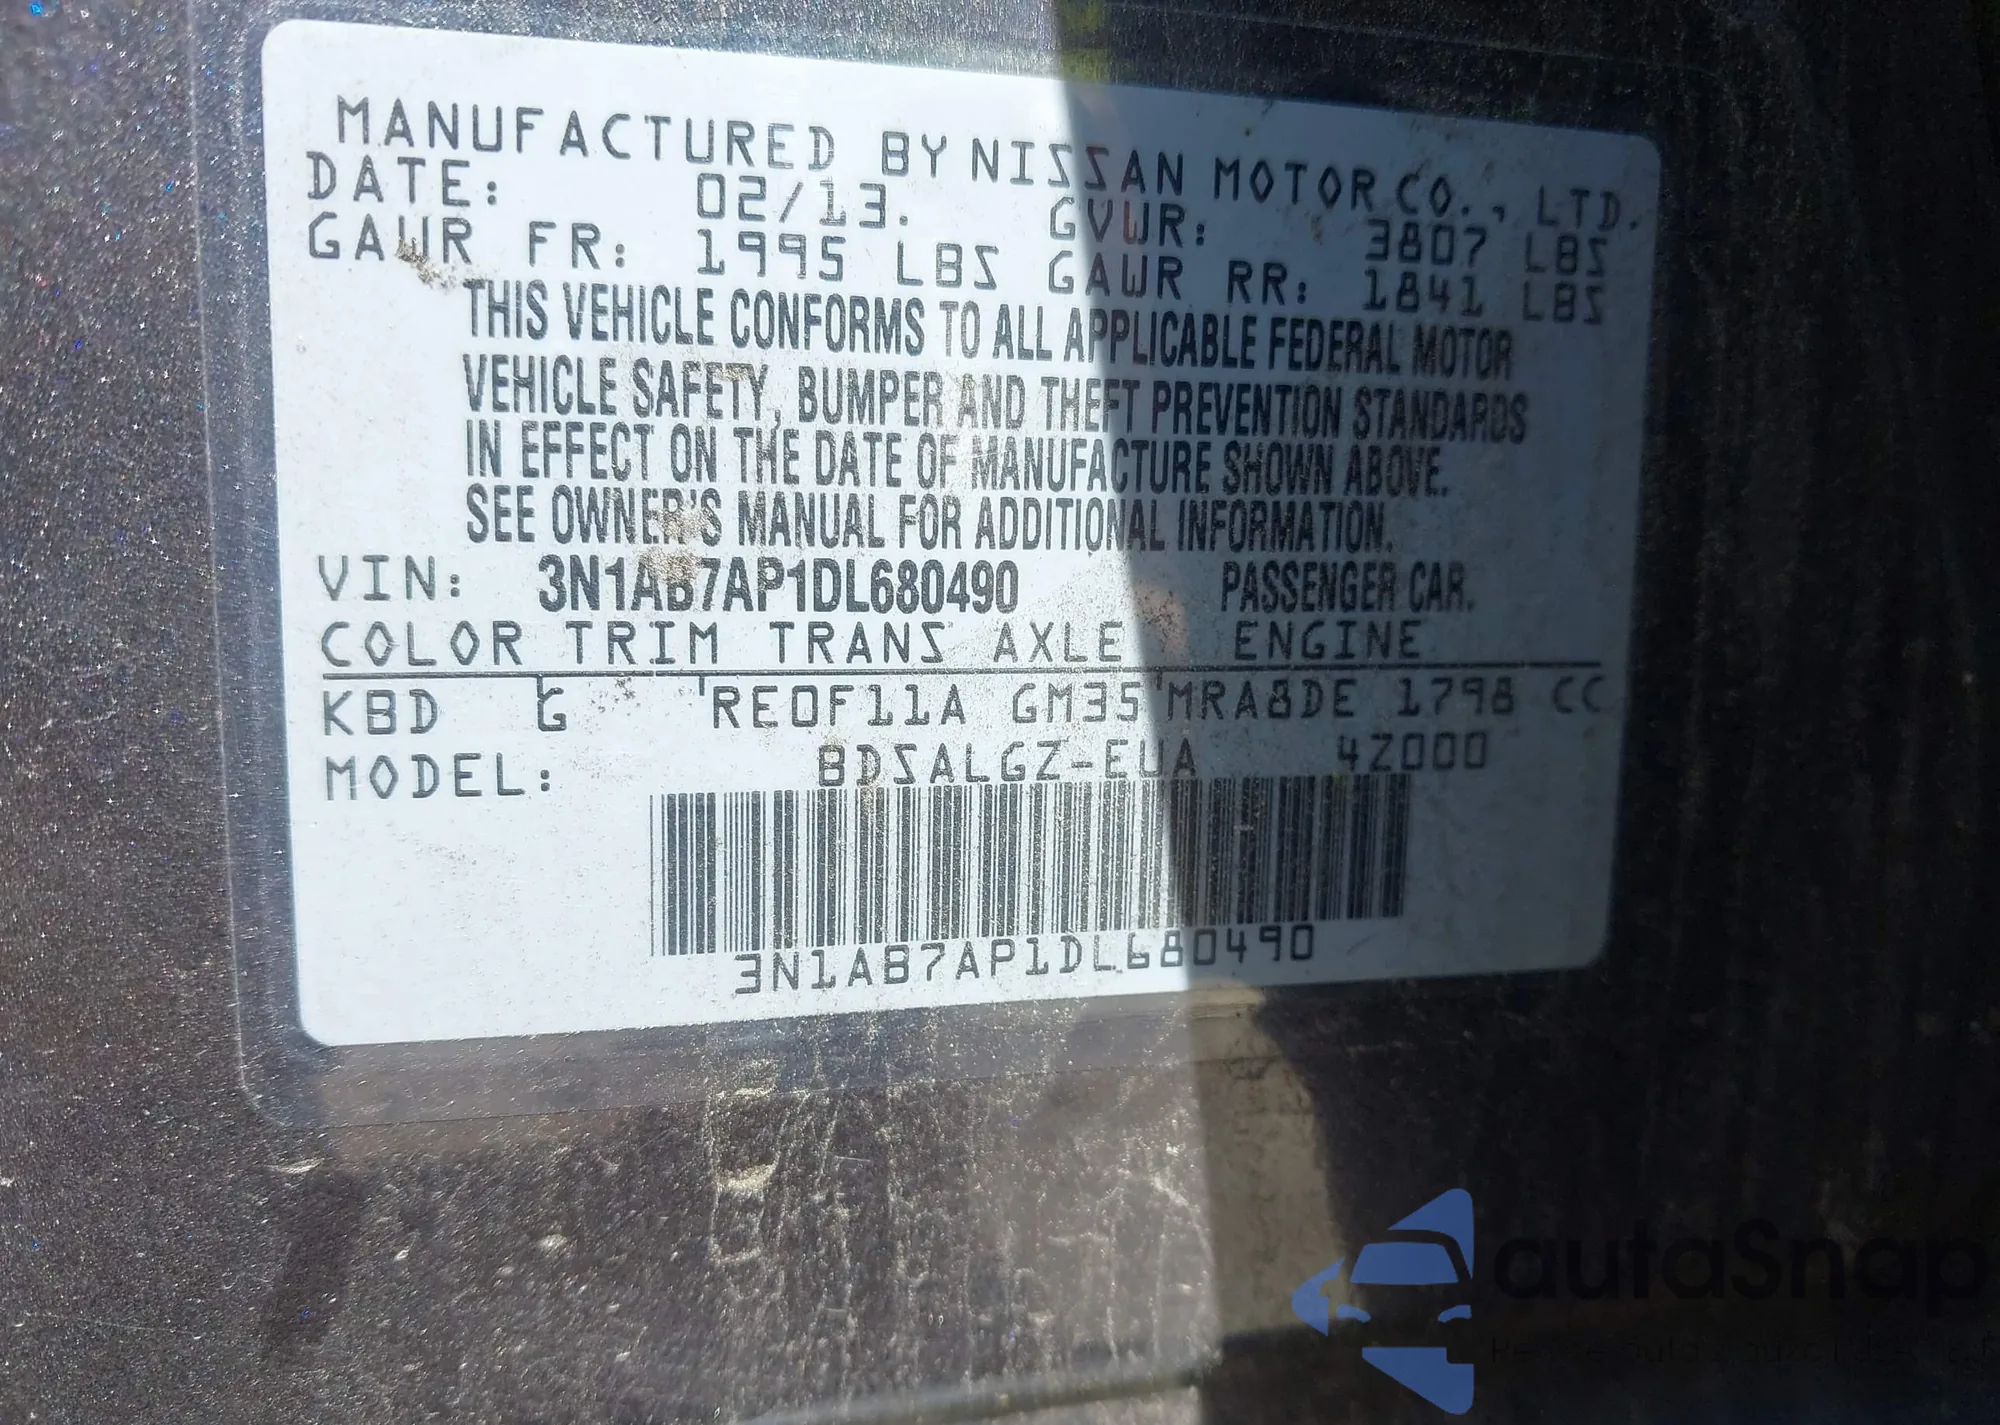 MANUFACTURED BY NISSAN MOTOR CO., LTD.
DATE: 02/13. GVWR: 3807 LBS
GAWR FR: 1995 LBS GAWR RR: 1841 LBS
THIS VEHICLE CONFORMS TO ALL APPLICABLE FEDERAL MOTOR
VEHICLE SAFETY, BUMPER AND THEFT PREVENTION STANDARDS
IN EFFECT ON THE DATE OF MANUFACTURE SHOWN ABOVE.
SEE OWNER'S MANUAL FOR ADDITIONAL INFORMATION.
VIN: 3N1AB7AP1DL680490 PASSENGER CAR.
COLOR TRIM TRANS AXLE ENGINE
KBD G RE0F11A GM35 MRA8DE 1798 CC
MODEL: BDSALGZ-EUA 4Z000
3N1AB7AP1DL680490
autaSnap